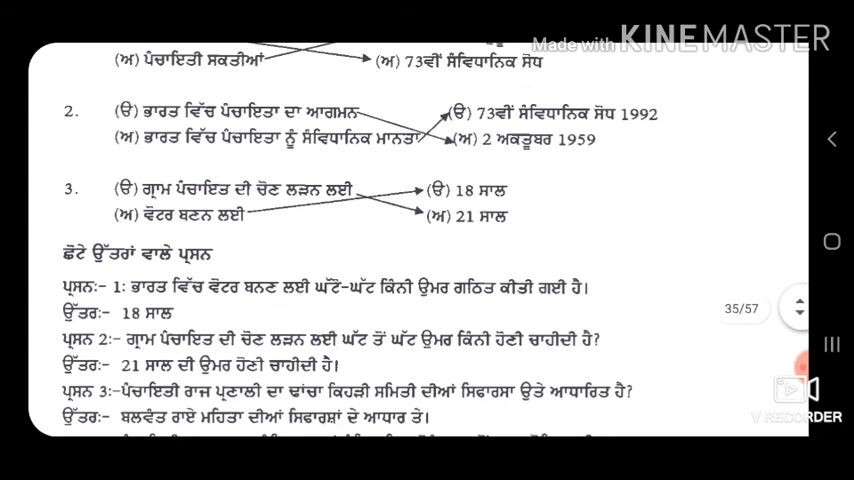 Made with KINEMASTER
(ਅ) ਪੰਚਾਇਤੀ ਸਕਤੀਆਂ (ਅ) 73ਵੀਂ ਸੰਵਿਧਾਨਿਕ ਸੋਧ
2. (ੳ) ਭਾਰਤ ਵਿੱਚ ਪੰਚਾਇਤਾ ਦਾ ਆਗਮਨ (ੳ) 73ਵੀਂ ਸੰਵਿਧਾਨਿਕ ਸੋਧ 1992
(ਅ) ਭਾਰਤ ਵਿੱਚ ਪੰਚਾਇਤਾ ਨੂੰ ਸੰਵਿਧਾਨਿਕ ਮਾਨਤਾ (ਅ) 2 ਅਕਤੂਬਰ 1959
3. (ੳ) ਗ੍ਰਾਮ ਪੰਚਾਇਤ ਦੀ ਚੋਣ ਲੜਨ ਲਈ (ੳ) 18 ਸਾਲ
(ਅ) ਵੋਟਰ ਬਣਨ ਲਈ (ਅ) 21 ਸਾਲ
ਛੋਟੇ ਉੱਤਰਾਂ ਵਾਲੇ ਪ੍ਰਸਨ
ਪ੍ਰਸਨ:- 1: ਭਾਰਤ ਵਿੱਚ ਵੋਟਰ ਬਨਣ ਲਈ ਘੱਟੋ-ਘੱਟ ਕਿੰਨੀ ਉਮਰ ਗਠਿਤ ਕੀਤੀ ਗਈ ਹੈ।
ਉੱਤਰ:- 18 ਸਾਲ
35/57
ਪ੍ਰਸਨ 2:- ਗ੍ਰਾਮ ਪੰਚਾਇਤ ਦੀ ਚੋਣ ਲੜਨ ਲਈ ਘੱਟ ਤੋਂ ਘੱਟ ਉਮਰ ਕਿੰਨੀ ਹੋਣੀ ਚਾਹੀਦੀ ਹੈ?
ਉੱਤਰ:- 21 ਸਾਲ ਦੀ ਉਮਰ ਹੋਣੀ ਚਾਹੀਦੀ ਹੈ।
ਪ੍ਰਸਨ 3:-ਪੰਚਾਇਤੀ ਰਾਜ ਪ੍ਰਣਾਲੀ ਦਾ ਢਾਂਚਾ ਕਿਹੜੀ ਸਮਿਤੀ ਦੀਆਂ ਸਿਫਾਰਸਾ ਉਤੇ ਆਧਾਰਿਤ ਹੈ?
ਉੱਤਰ:- ਬਲਵੰਤ ਰਾਏ ਮਹਿਤਾ ਦੀਆਂ ਸਿਫਾਰਸ਼ਾਂ ਦੇ ਆਧਾਰ ਤੇ।
V RECORDER